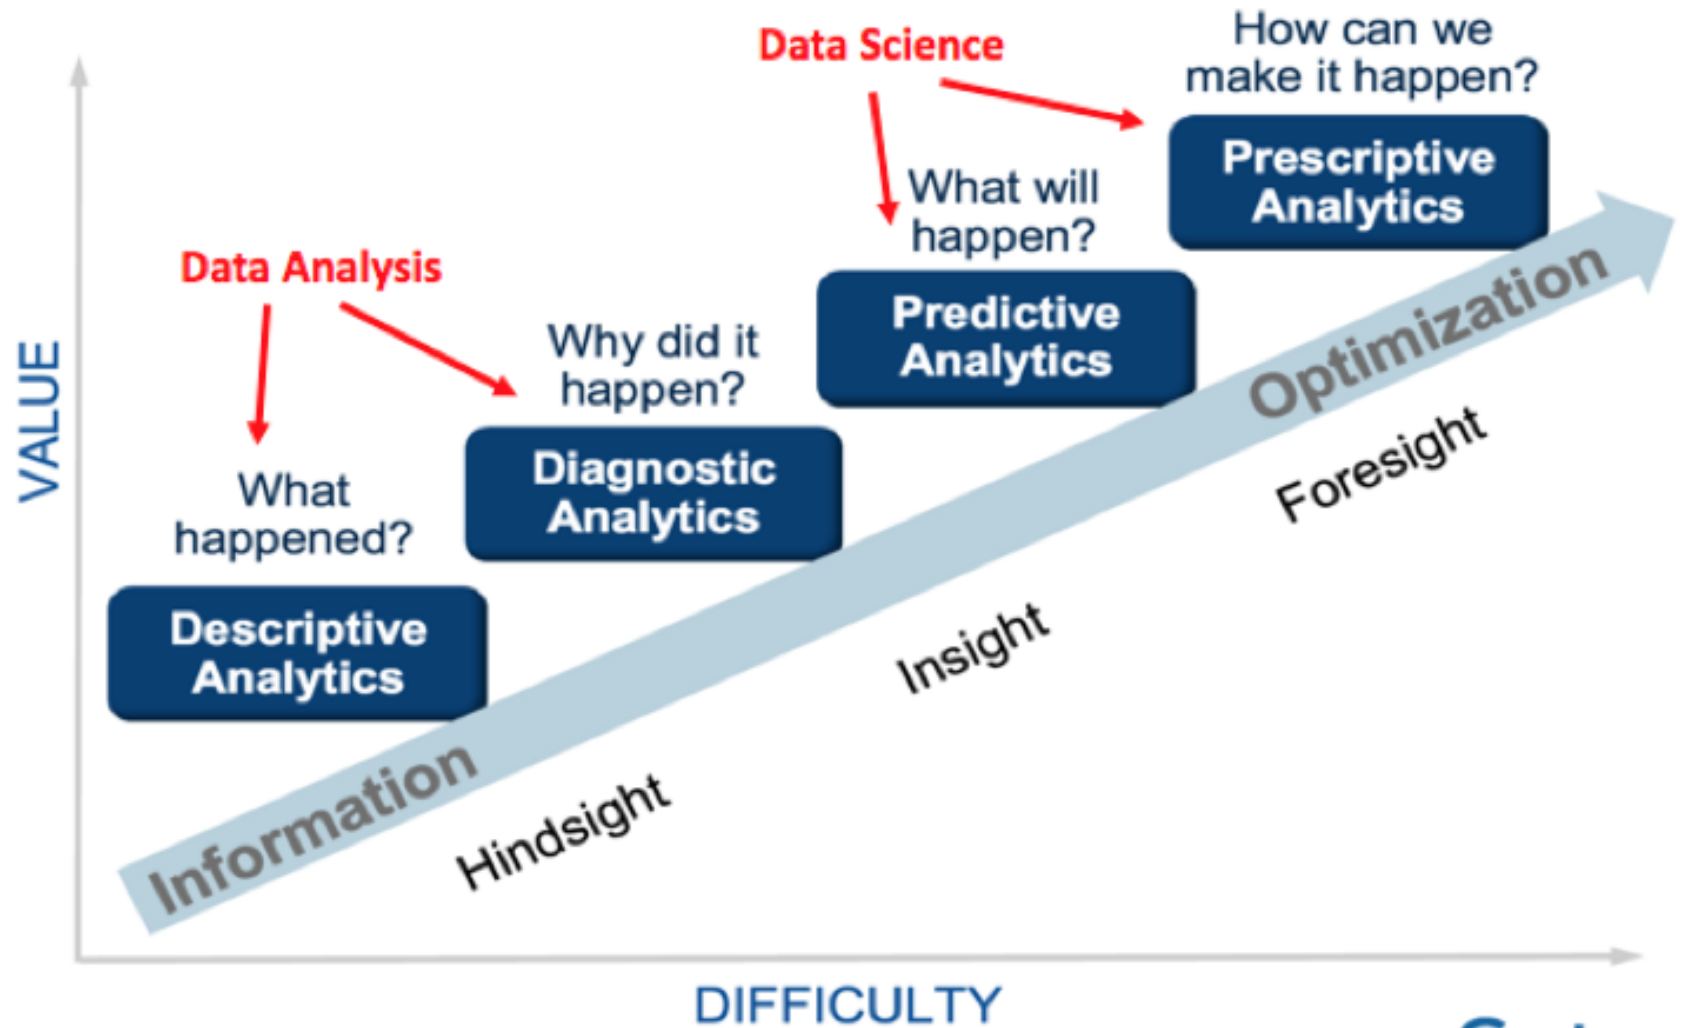 Data Science
How can we
make it happen?
Prescriptive
Analytics
What will
happen?
Predictive
Analytics
Data Analysis
Why did it
happen?
Diagnostic
Analytics
What
happened?
Descriptive
Analytics
VALUE
Information
Optimization
Hindsight
Insight
Foresight
DIFFICULTY